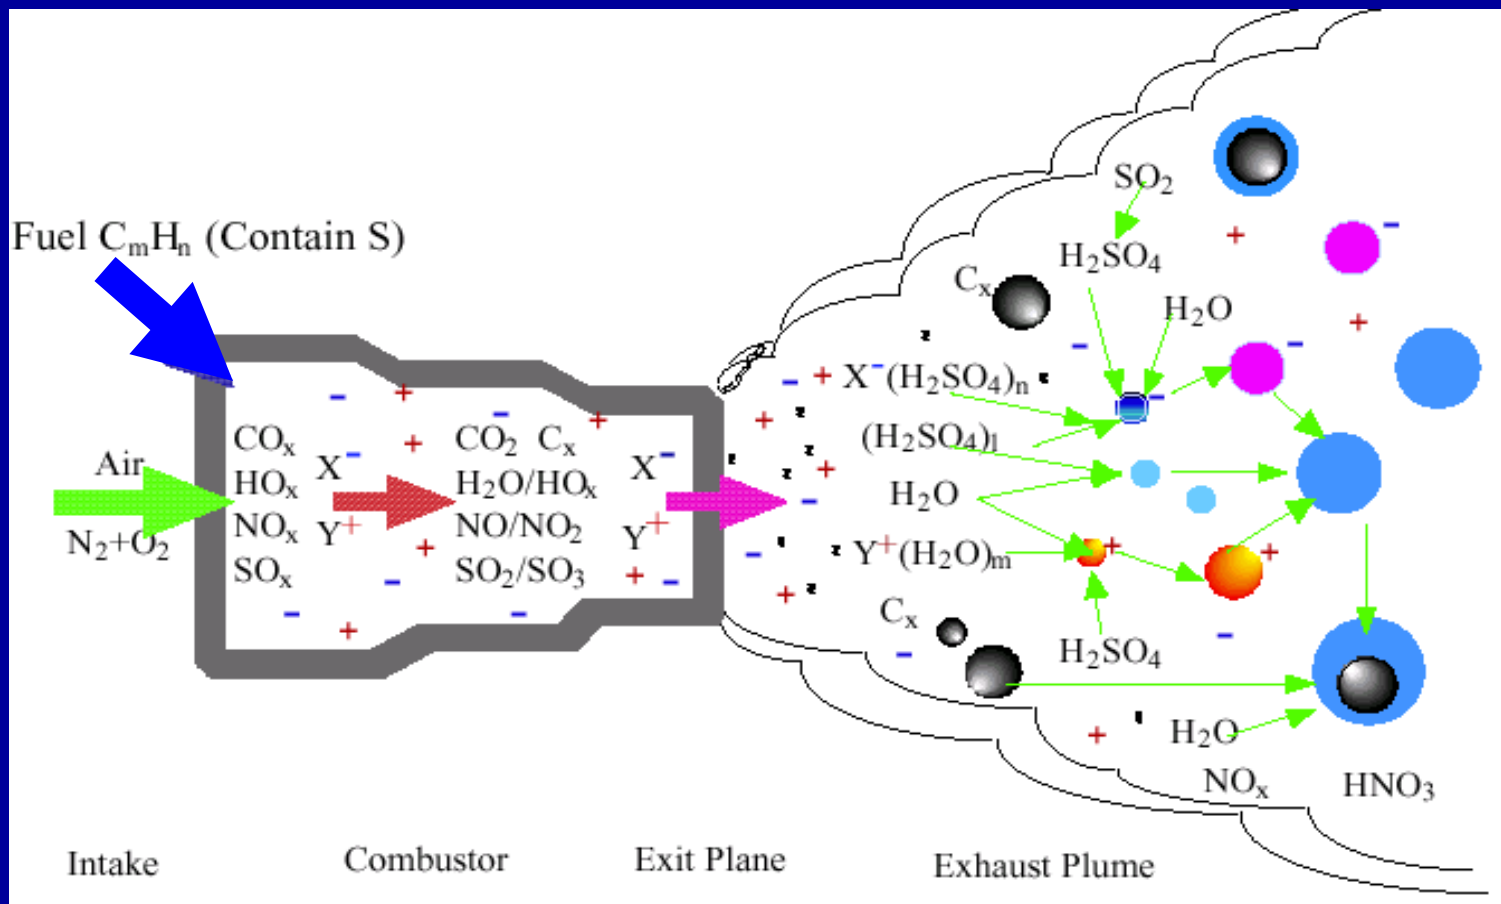 Fuel CₘHₙ (Contain S)
Air
N₂+O₂
COₓ
HOₓ
NOₓ
SOₓ
X⁻
Y⁺
CO₂ Cₓ
H₂O/HOₓ
NO/NO₂
SO₂/SO₃
X⁻
Y⁺
SO₂
H₂SO₄
H₂O
Cₓ
X⁻(H₂SO₄)ₙ
(H₂SO₄)ₗ
H₂O
Y⁺(H₂O)ₘ
Cₓ
H₂SO₄
H₂O
NOₓ
HNO₃
Intake
Combustor
Exit Plane
Exhaust Plume